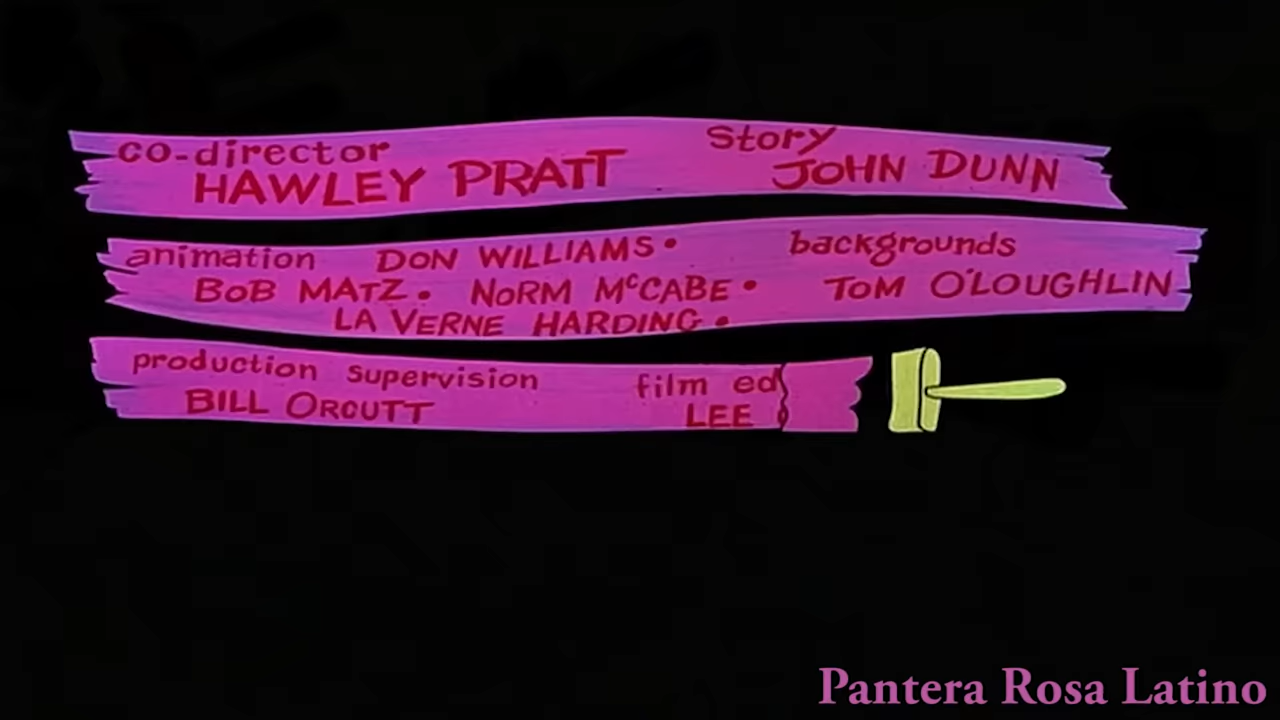 co-director
HAWLEY PRATT
Story
JOHN DUNN
animation DON WILLIAMS •
BOB MATZ • NORM McCABE •
LA VERNE HARDING •
backgrounds
TOM O'LOUGHLIN
production supervision
BILL ORCUTT
film ed
LEE
Pantera Rosa Latino